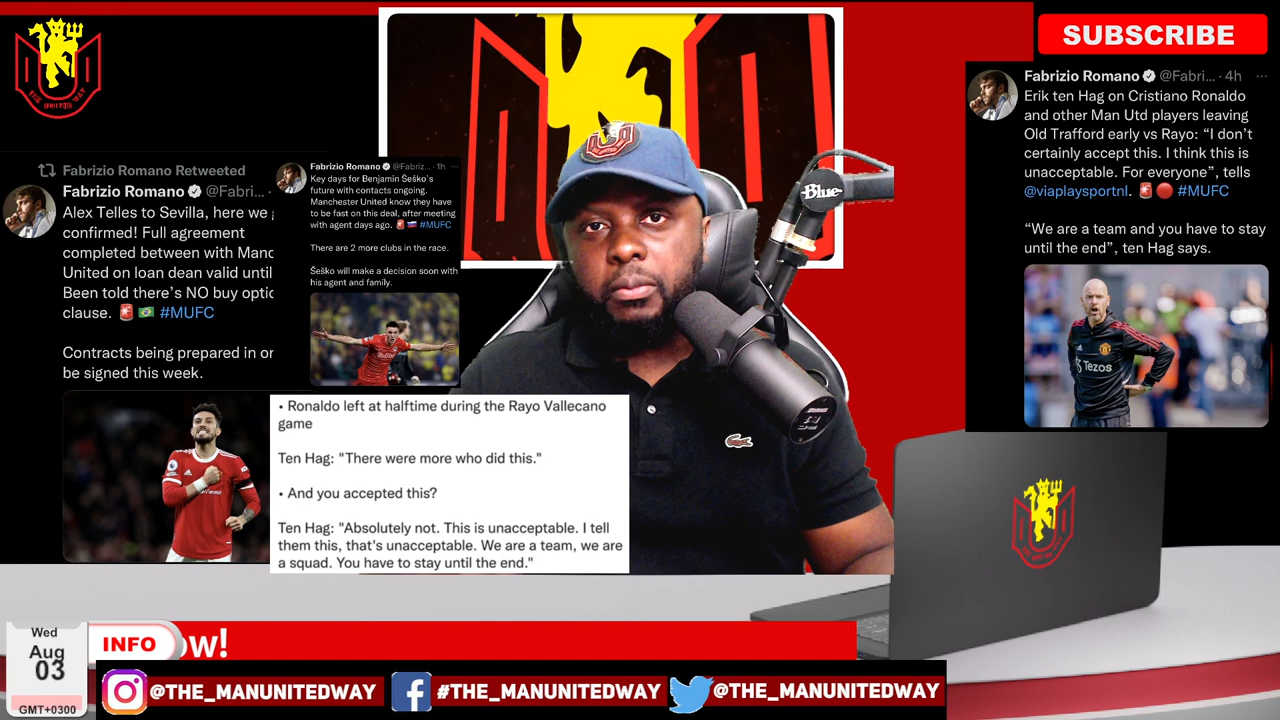 THE UNITED WAY
SUBSCRIBE
Fabrizio Romano @Fabri... · 4h ...
Erik ten Hag on Cristiano Ronaldo
and other Man Utd players leaving
Old Trafford early vs Rayo: “I don’t
certainly accept this. I think this is
unacceptable. For everyone”, tells
@viaplaysportnl. 🚨🔴 #MUFC
“We are a team and you have to stay
until the end”, ten Hag says.
Tezos
Fabrizio Romano Retweeted
Fabrizio Romano @Fabri... ·
Alex Telles to Sevilla, here we
confirmed! Full agreement
completed between with Manc
United on loan dean valid until
Been told there’s NO buy optic
clause. 🚨🇧🇷 #MUFC
Contracts being prepared in or
be signed this week.
Fabrizio Romano @Fabriz... · 1h ...
Key days for Benjamin Šeško’s
future with contacts ongoing.
Manchester United know they have
to be fast on this deal, after meeting
with agent days ago. 🚨🇸🇮 #MUFC
There are 2 more clubs in the race.
Šeško will make a decision soon with
his agent and family.
Blue
• Ronaldo left at halftime during the Rayo Vallecano
game
Ten Hag: "There were more who did this."
• And you accepted this?
Ten Hag: "Absolutely not. This is unacceptable. I tell
them this, that's unacceptable. We are a team, we are
a squad. You have to stay until the end."
Wed
Aug
03
GMT+0300
INFO
ow!
@THE_MANUNITEDWAY
#THE_MANUNITEDWAY
@THE_MANUNITEDWAY